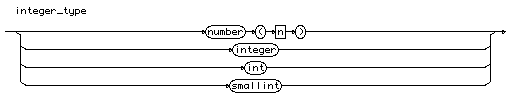 integer_type
number ( n )
integer
int
smallint